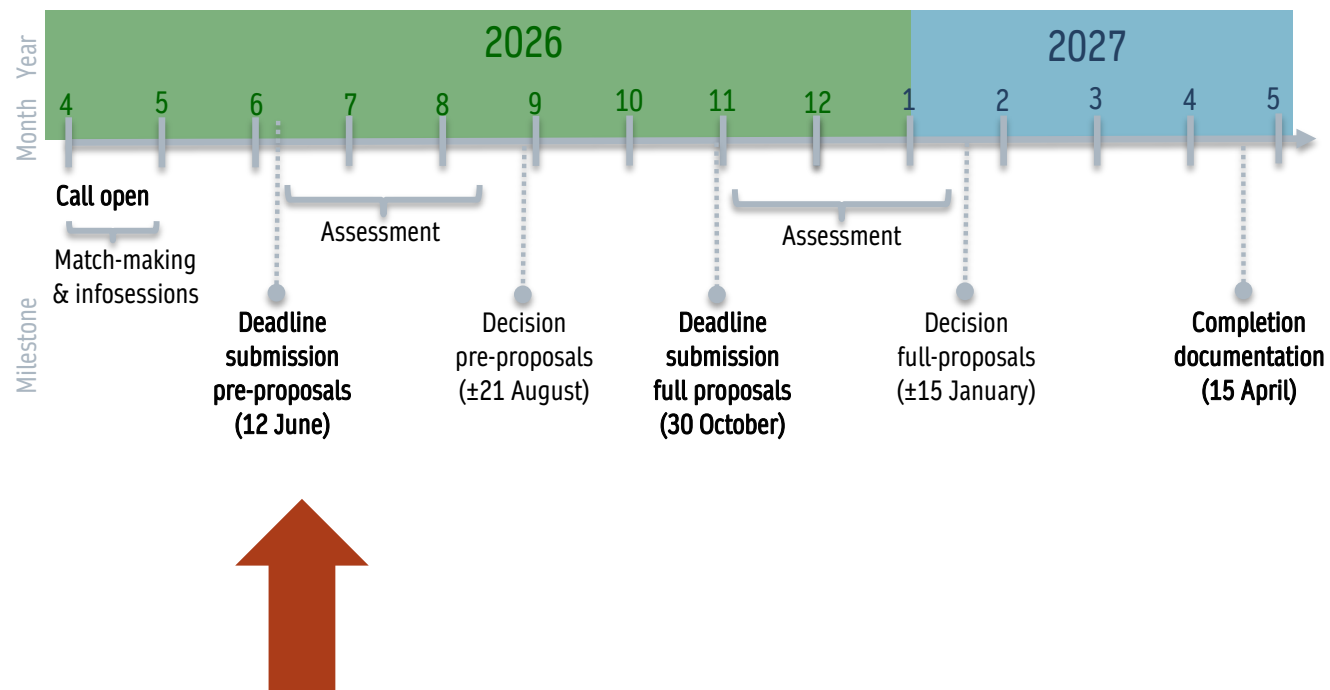 Year
2026
2027
Month
4 5 6 7 8 9 10 11 12 1 2 3 4 5
Milestone
Call open
Match-making
& infosessions
Assessment
Assessment
Deadline
submission
pre-proposals
(12 June)
Decision
pre-proposals
(±21 August)
Deadline
submission
full proposals
(30 October)
Decision
full-proposals
(±15 January)
Completion
documentation
(15 April)